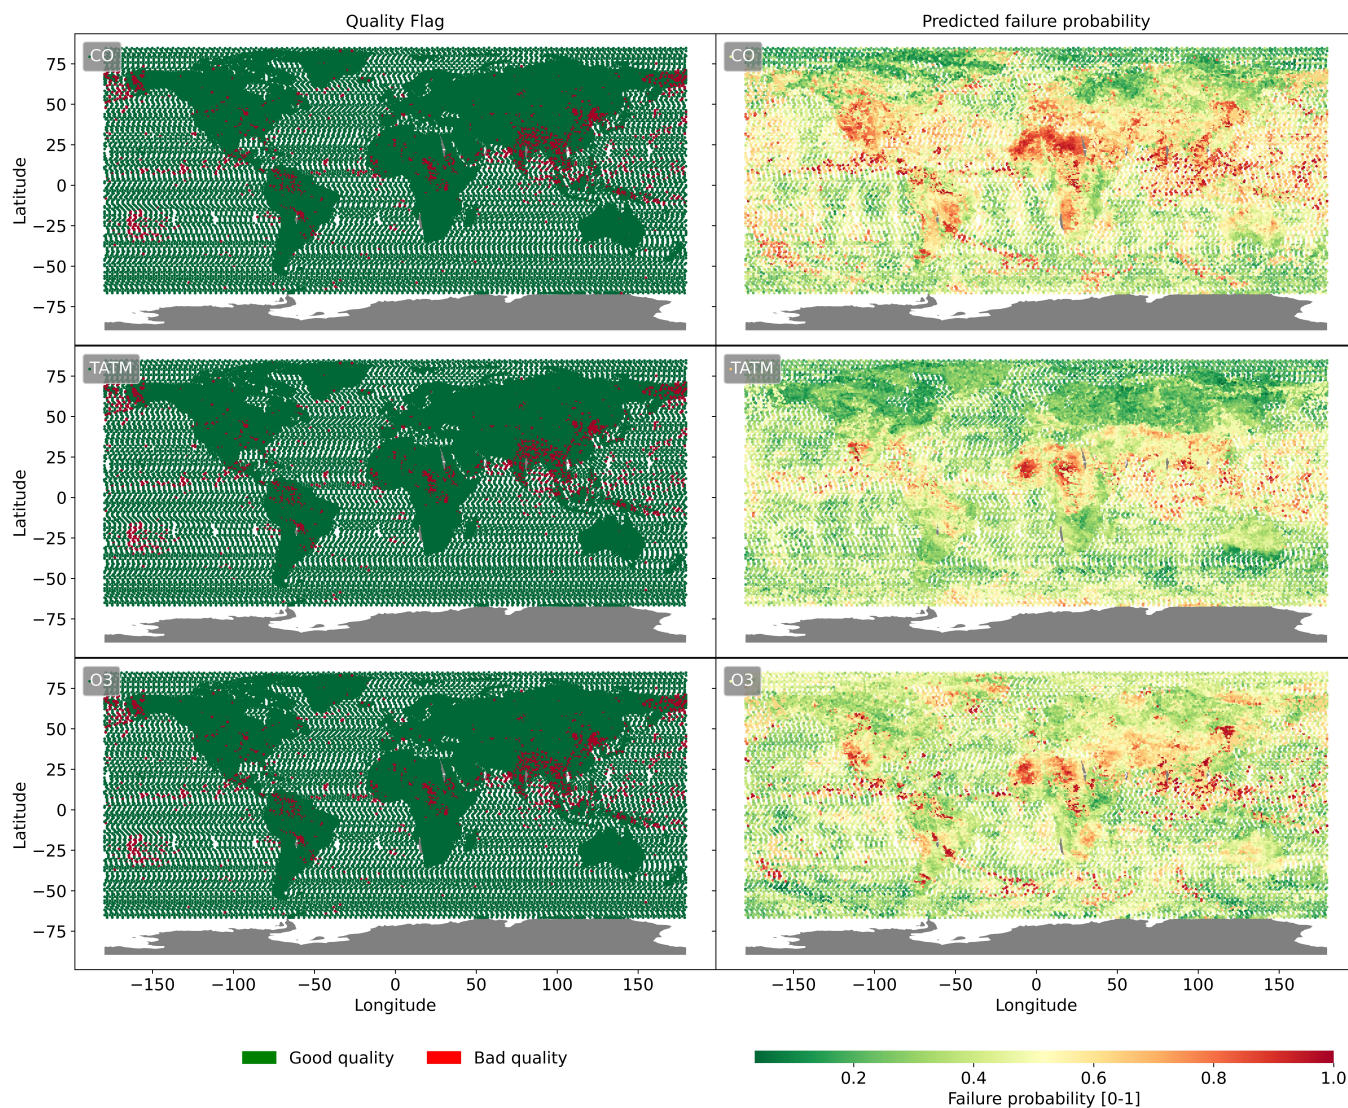 Quality Flag
Predicted failure probability
CO
CO
75
50
25
0
−25
−50
−75
Latitude
TATM
TATM
75
50
25
0
−25
−50
−75
Latitude
O3
O3
75
50
25
0
−25
−50
−75
Latitude
−150 −100 −50 0 50 100 150
−150 −100 −50 0 50 100 150
Longitude
Longitude
Good quality Bad quality
0.2 0.4 0.6 0.8 1.0
Failure probability [0-1]